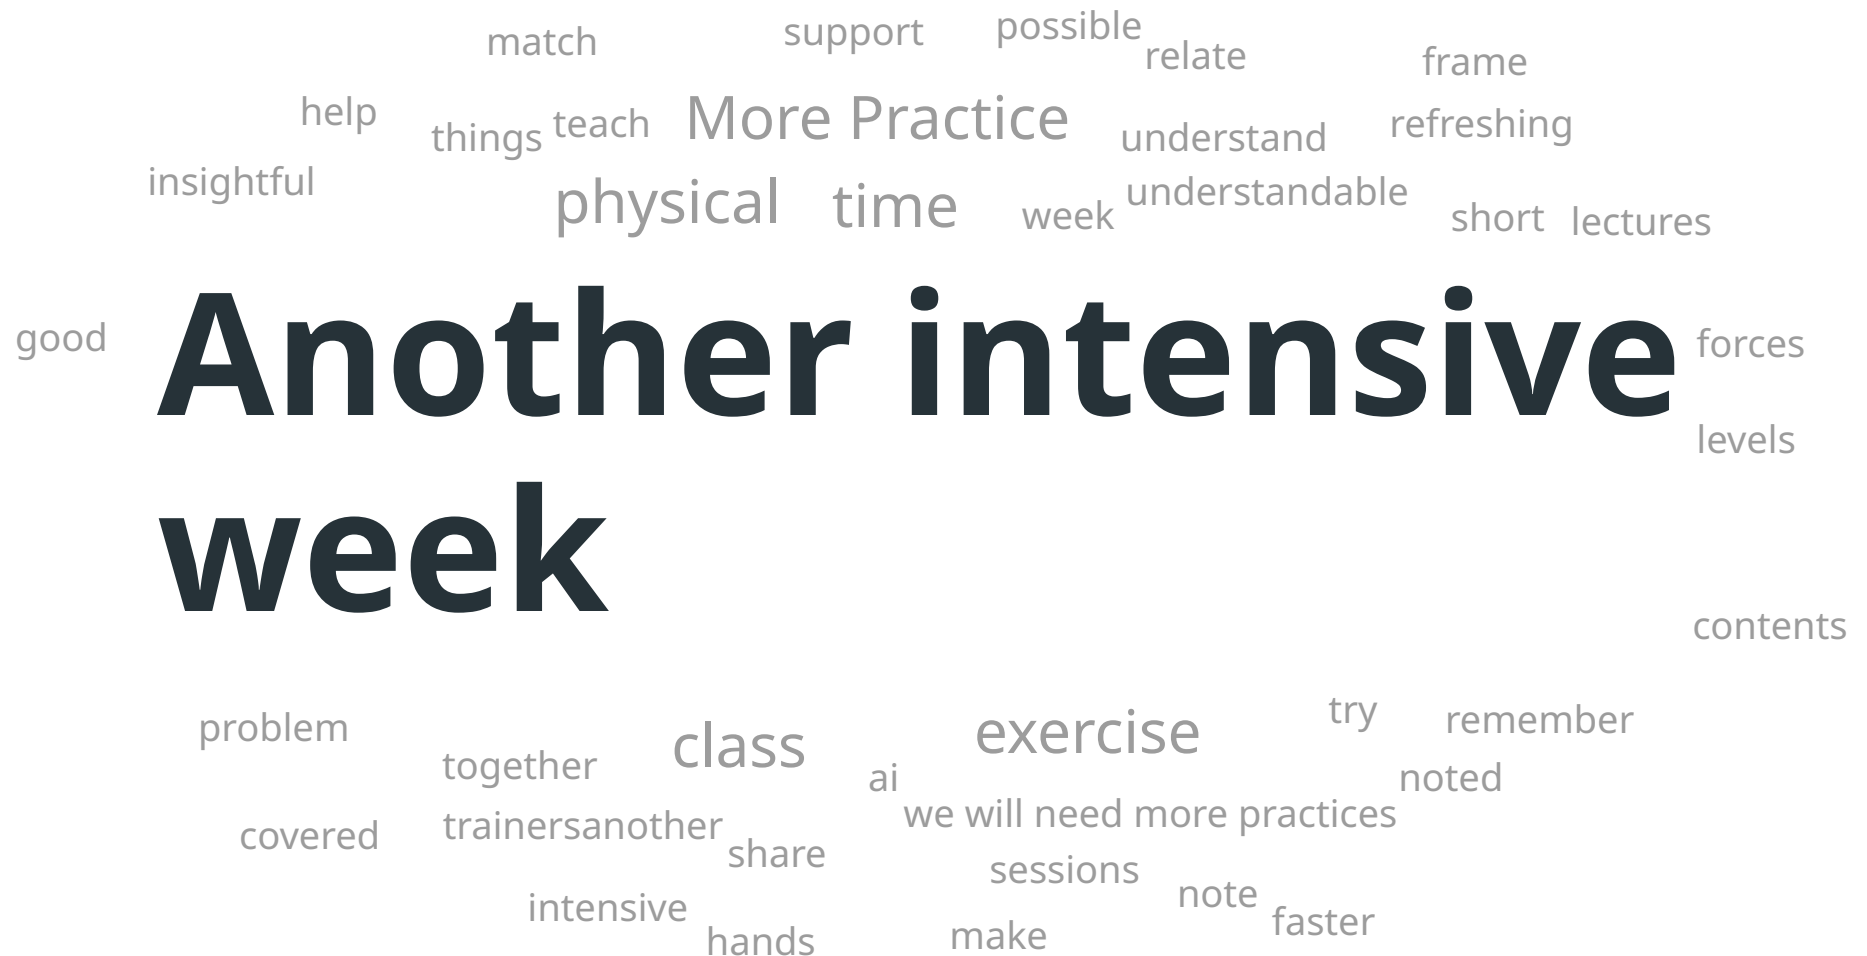 match
support
possible
relate
frame
help
things
teach
More Practice
understand
refreshing
insightful
physical
time
week
understandable
short
lectures
good
Another intensive
forces
levels
week
contents
problem
together
class
exercise
try
remember
ai
noted
covered
trainersanother
share
we will need more practices
sessions
intensive
note
faster
hands
make